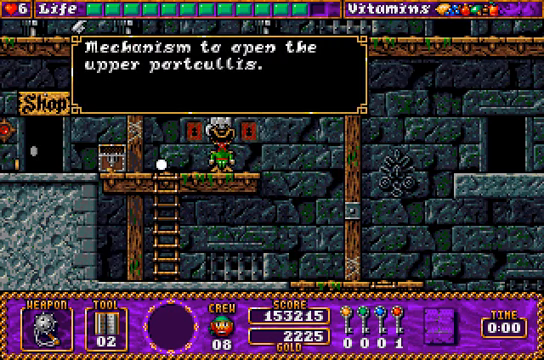 6 Life Vitamins
Mechanism to open the
upper portcullis.
Shop
WEAPON TOOL CREW SCORE TIME
153215
0:00
2225
02 08 GOLD 0 0 0 1